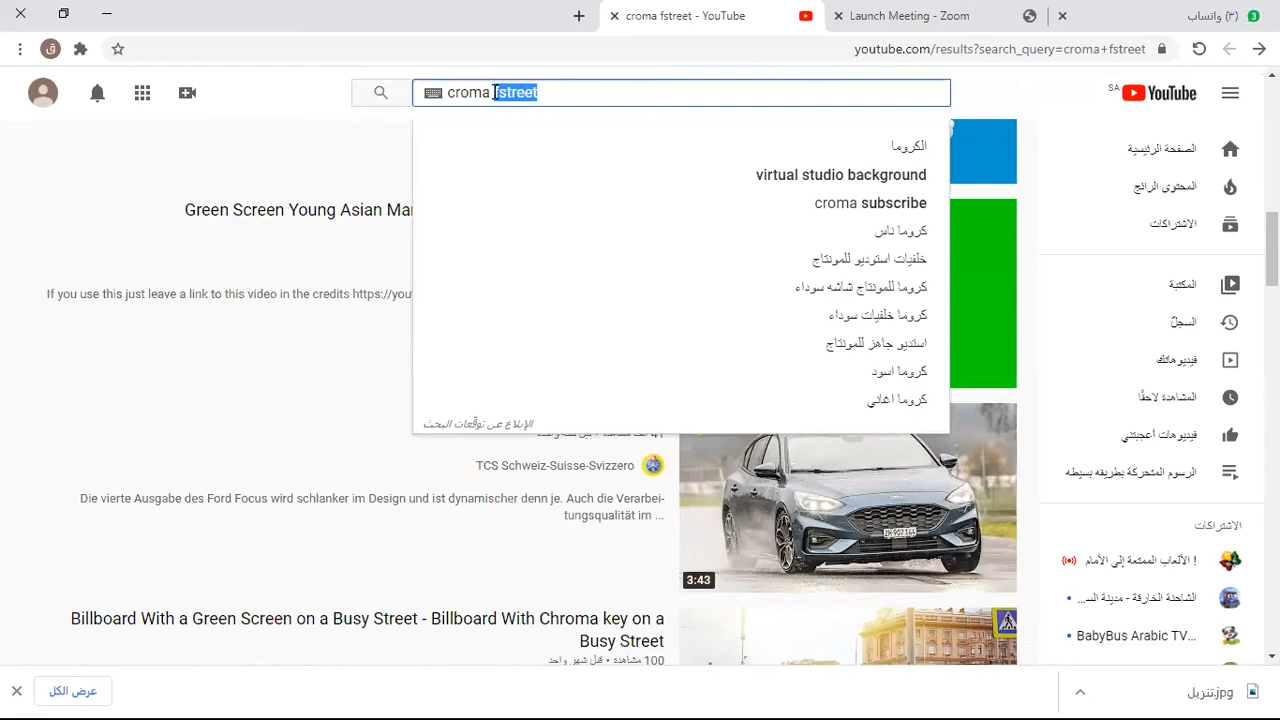 croma fstreet - YouTube
Launch Meeting - Zoom
(٣) واتساب
3
ق
youtube.com/results?search_query=croma+fstreet
croma fstreet
YouTube
SA
الكروما
virtual studio background
croma subscribe
كروما ناس
خلفيات استوديو للمونتاج
كروما للمونتاج شاشه سوداء
كروما خلفيات سوداء
استديو جاهز للمونتاج
كروما اسود
كروما اغاني
الإبلاغ عن توقّعات البحث
الصفحة الرئيسية
المحتوى الرائج
الاشتراكات
المكتبة
السجلّ
فيديوهاتك
المشاهدة لاحقًا
فيديوهات أعجبتني
الرسوم المتحركة بطريقه بسيطه
الاشتراكات
الألعاب الممتعة إلى الأمام !
الشاحنة الخارقة - مدينة الس...
BabyBus Arabic TV...
Green Screen Young Asian Mar
If you use this just leave a link to this video in the credits https://you
TCS Schweiz-Suisse-Svizzero
Die vierte Ausgabe des Ford Focus wird schlanker im Design und ist dynamischer denn je. Auch die Verarbei-
tungsqualität im ...
3:43
Billboard With a Green Screen on a Busy Street - Billboard With Chroma key on a
Busy Street
100 مشاهدة • قبل شهر واحد
عرض الكل
تنزيل.jpg